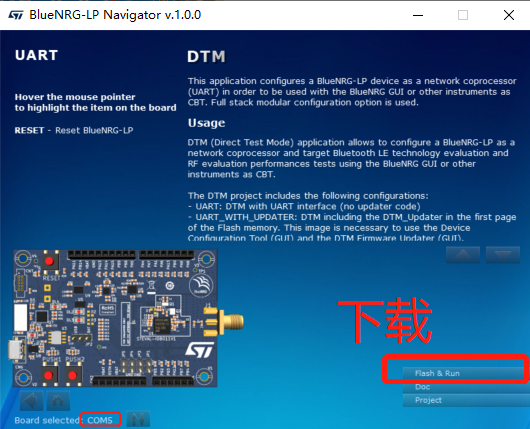 BlueNRG-LP Navigator v.1.0.0
UART
Hover the mouse pointer
to highlight the item on the board
RESET - Reset BlueNRG-LP
DTM
This application configures a BlueNRG-LP device as a network coprocessor
(UART) in order to be used with the BlueNRG GUI or other instruments as
CBT. Full stack modular configuration option is used.
Usage
DTM (Direct Test Mode) application allows to configure a BlueNRG-LP as a
network coprocessor and target Bluetooth LE technology evaluation and
RF evaluation performances tests using the BlueNRG GUI or other
instruments as CBT.
The DTM project includes the following configurations:
- UART: DTM with UART interface (no updater code)
- UART_WITH_UPDATER: DTM including the DTM_Updater in the first page
of the Flash memory. This image is necessary to use the Device
Configuration Tool (GUI) and the DTM Firmware Updater (GUI).
RESET
RoHS
PUSH1
PUSH2
ST
下载
Flash & Run
Doc
Project
Board selected: COM5